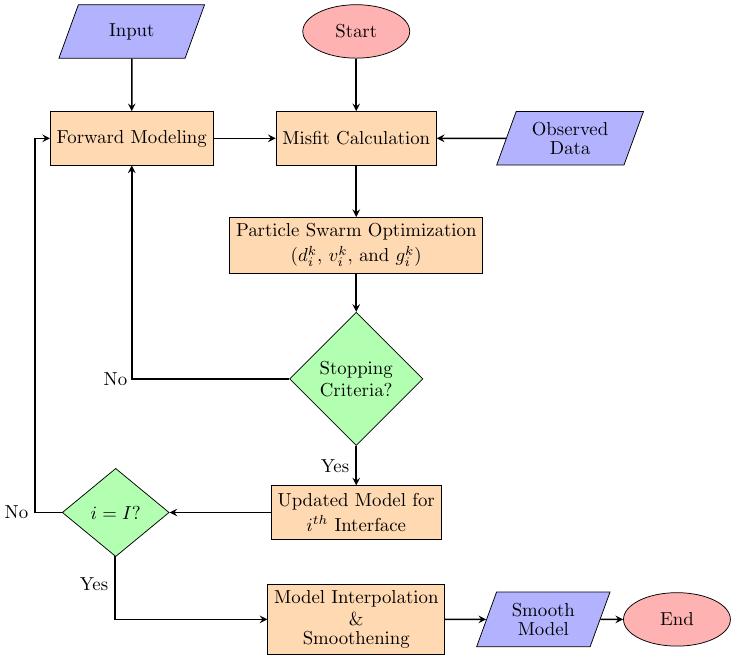 Input
Start
Forward Modeling
Misfit Calculation
Observed
Data
Particle Swarm Optimization
($d_i^k$, $v_i^k$, and $g_i^k$)
Stopping
Criteria?
No
Yes
Updated Model for
$i^{th}$ Interface
$i = I$?
No
Yes
Model Interpolation
&
Smoothening
Smooth
Model
End